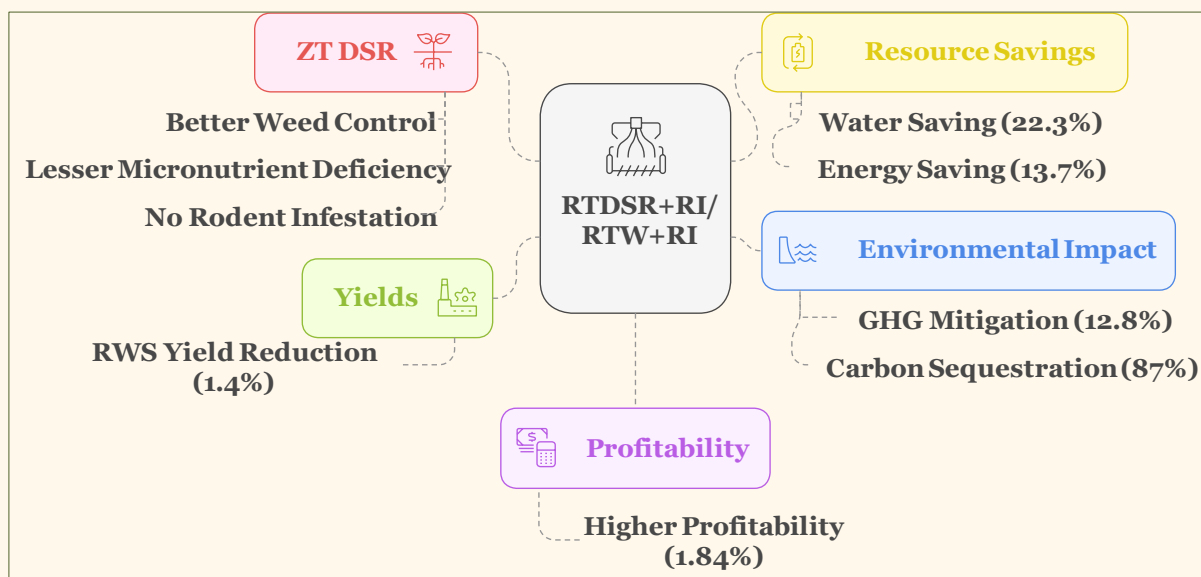 ZT DSR
Better Weed Control
Lesser Micronutrient Deficiency
No Rodent Infestation
Yields
RWS Yield Reduction
(1.4%)
RTDSR+RI/
RTW+RI
Resource Savings
Water Saving (22.3%)
Energy Saving (13.7%)
Environmental Impact
GHG Mitigation (12.8%)
Carbon Sequestration (87%)
$
Profitability
Higher Profitability
(1.84%)